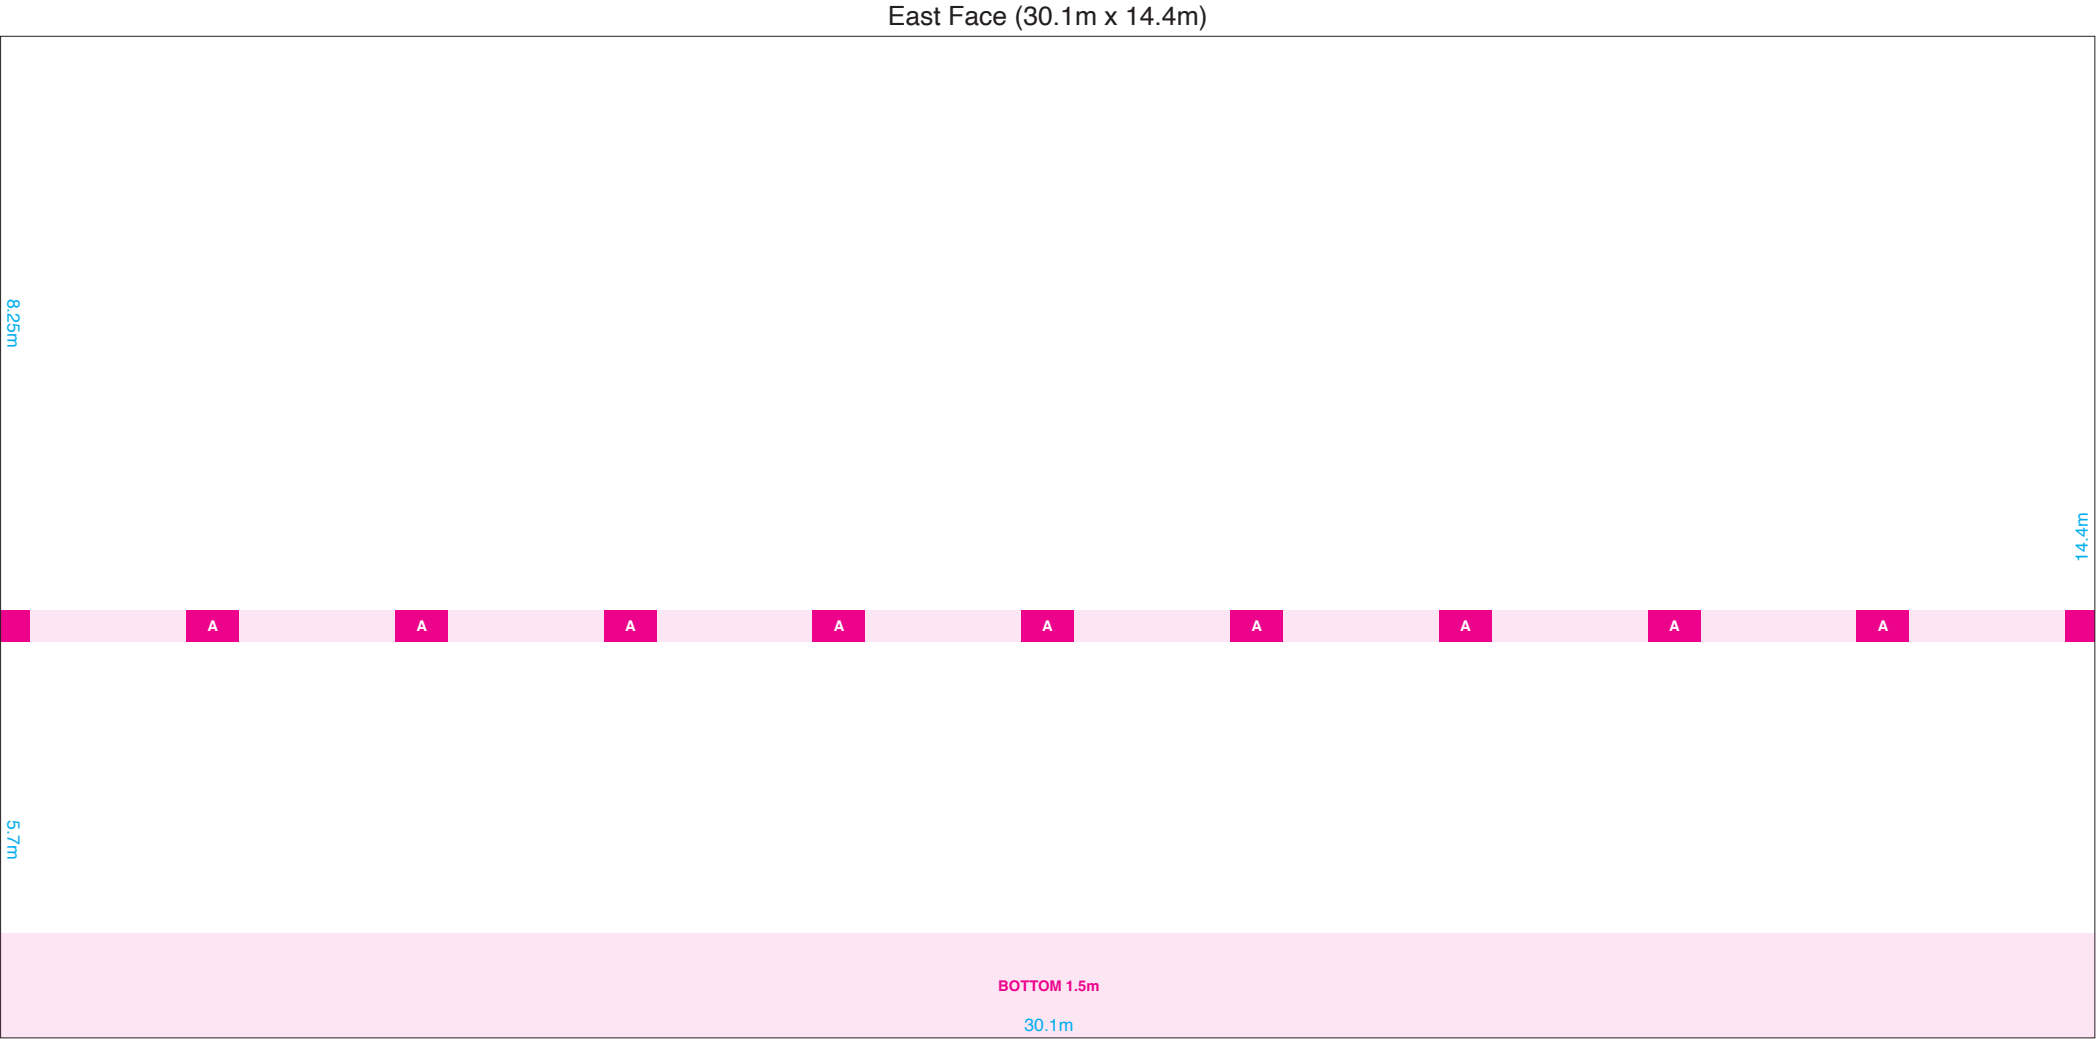 East Face (30.1m x 14.4m)
8.25m
14.4m
A A A A A A A A A
5.7m
BOTTOM 1.5m
30.1m